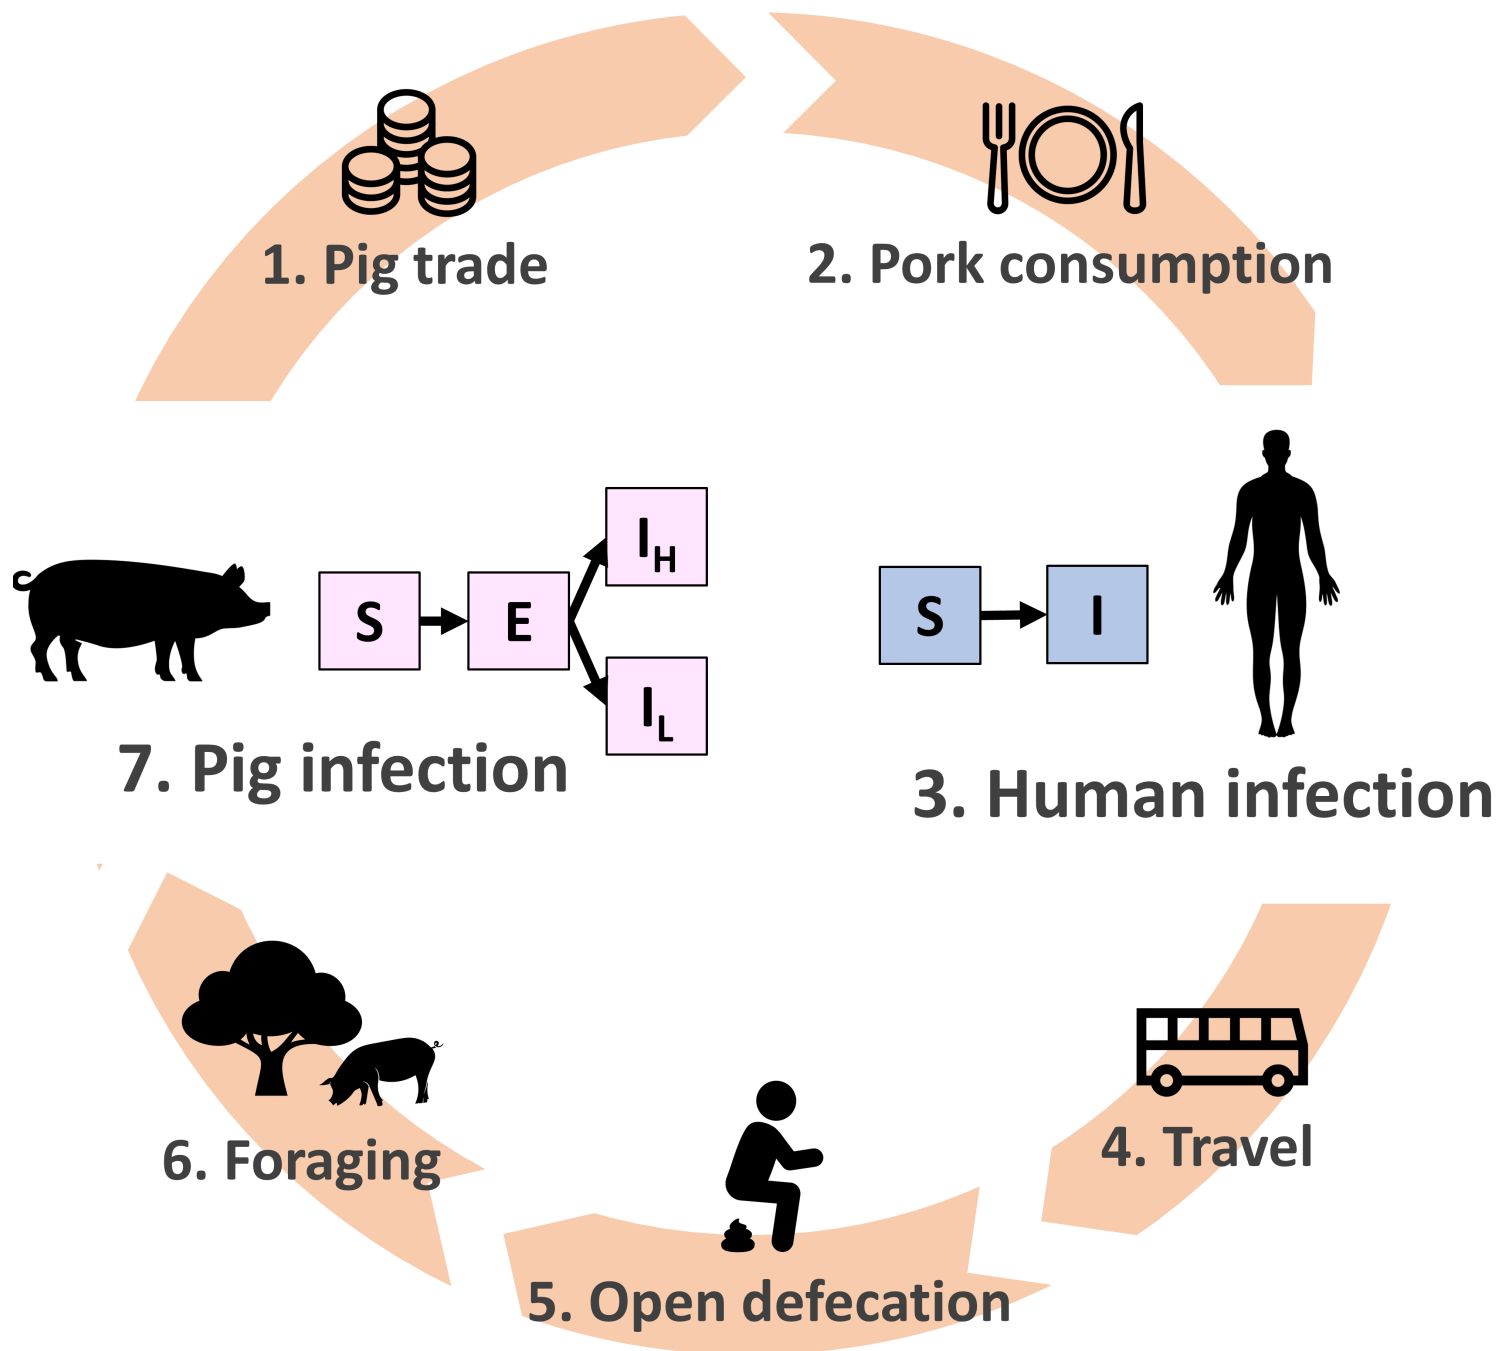 1. Pig trade
2. Pork consumption
I_H
S E
S I
I_L
7. Pig infection
3. Human infection
4. Travel
6. Foraging
5. Open defecation